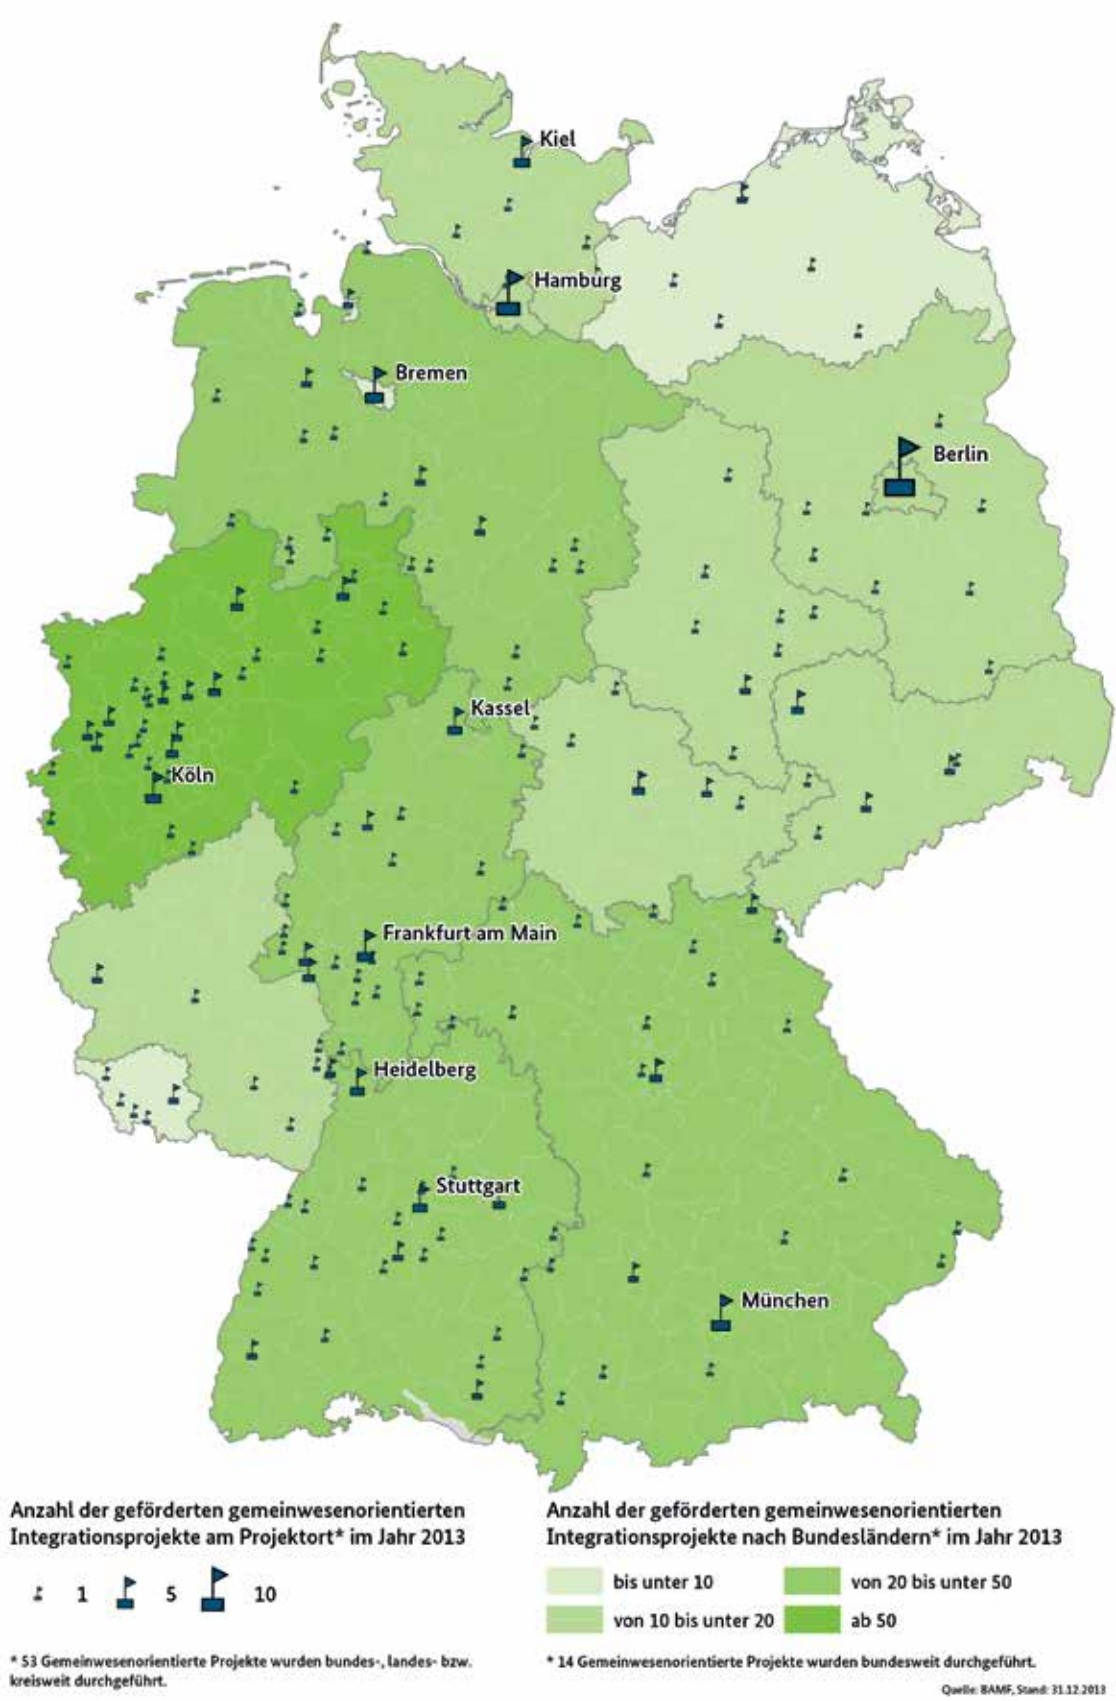 Kiel
Hamburg
Bremen
Berlin
Kassel
Köln
Frankfurt am Main
Heidelberg
Stuttgart
München
Anzahl der geförderten gemeinwesenorientierten
Integrationsprojekte am Projektort* im Jahr 2013
1 5 10
* 53 Gemeinwesenorientierte Projekte wurden bundes-, landes- bzw.
kreisweit durchgeführt.
Anzahl der geförderten gemeinwesenorientierten
Integrationsprojekte nach Bundesländern* im Jahr 2013
bis unter 10 von 20 bis unter 50
von 10 bis unter 20 ab 50
* 14 Gemeinwesenorientierte Projekte wurden bundesweit durchgeführt.
Quelle: BAMF, Stand: 31.12.2013